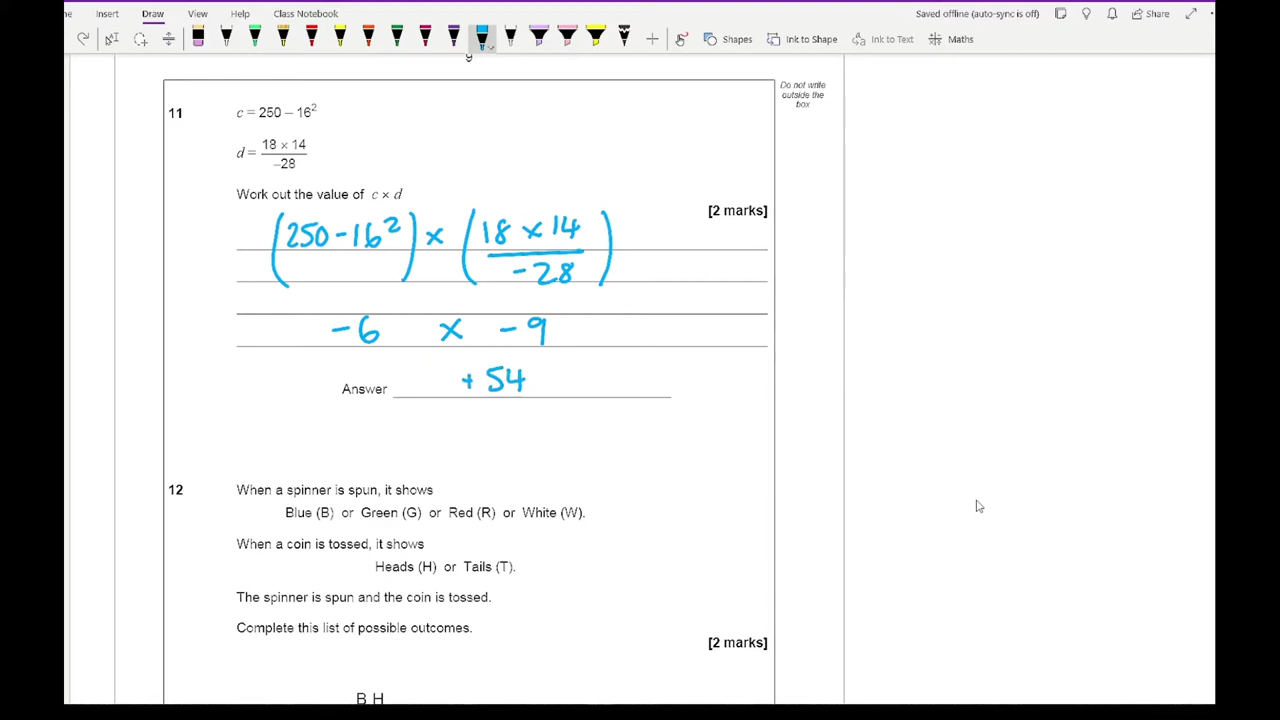 Insert Draw View Help Class Notebook Saved offline (auto-sync is off) Share
Shapes Ink to Shape Ink to Text Maths
9
Do not write
outside the
box
11 c = 250 – 16²
d = 18 × 14
–28
Work out the value of c × d
[2 marks]
(250-16²) × (18 × 14
-28)
-6 × -9
Answer +54
12 When a spinner is spun, it shows
Blue (B) or Green (G) or Red (R) or White (W).
When a coin is tossed, it shows
Heads (H) or Tails (T).
The spinner is spun and the coin is tossed.
Complete this list of possible outcomes.
[2 marks]
B H